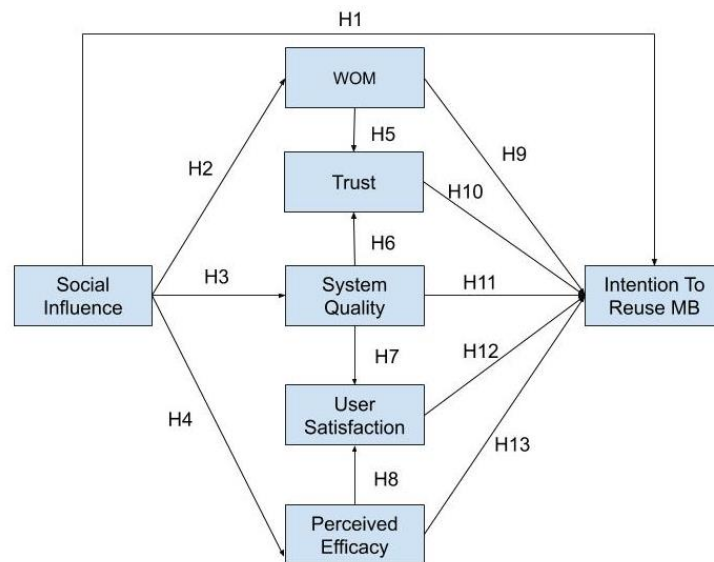 H1
WOM
H5
H9
H2
Trust
H10
H6
Social
Influence
H3
System
Quality
H11
Intention To
Reuse MB
H7
H12
H4
User
Satisfaction
H13
H8
Perceived
Efficacy